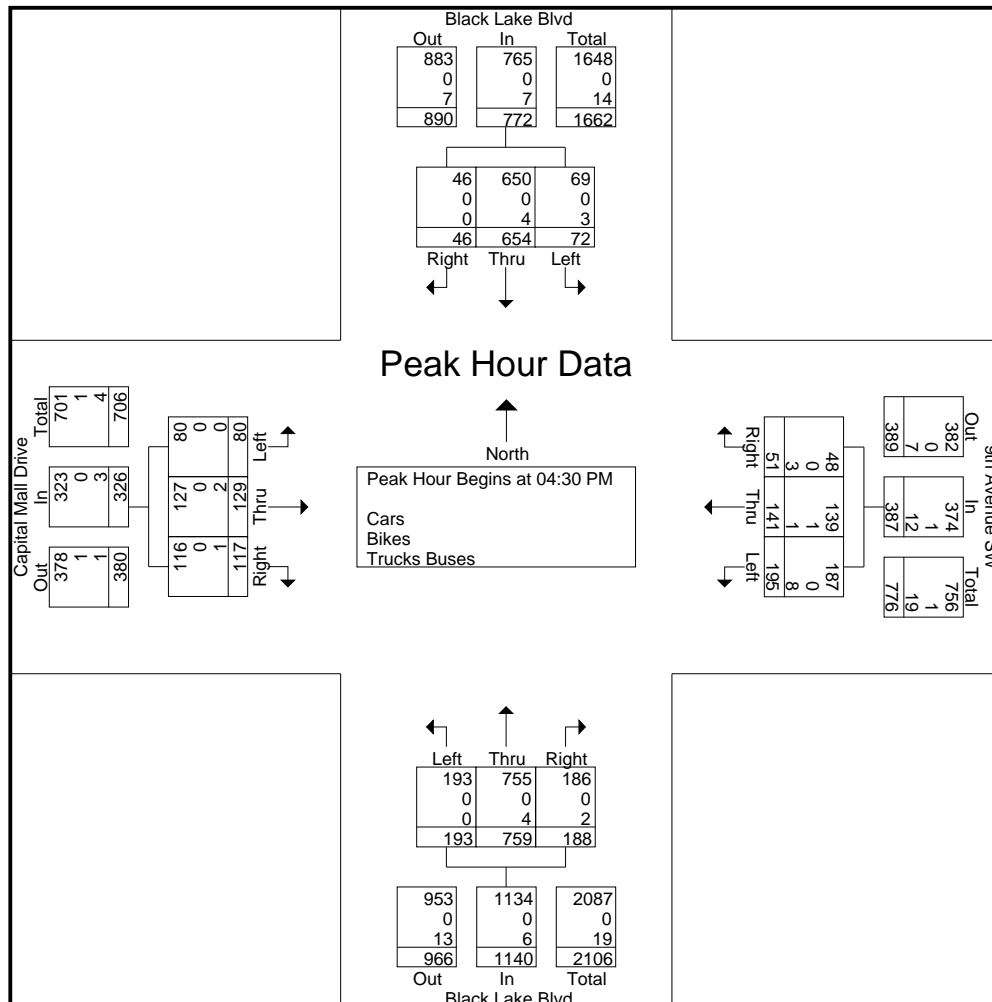 Black Lake Blvd
Out In Total
883 765 1648
0 0 0
7 7 14
890 772 1662
46 650 69
0 0 0
0 4 3
46 654 72
Right Thru Left
Peak Hour Data
North
Peak Hour Begins at 04:30 PM
Cars
Bikes
Trucks Buses
Capital Mall Drive
Out In Total
378 323 701
1 0 1
1 3 4
380 326 706
Right Thru Left
116 127 80
0 0 0
1 2 0
117 129 80
9th Avenue SW
Out In Total
382 374 756
0 1 1
7 12 19
389 387 776
Right Thru Left
48 139 187
0 1 0
3 1 8
51 141 195
Left Thru Right
193 755 186
0 0 0
0 4 2
193 759 188
953 1134 2087
0 0 0
13 6 19
966 1140 2106
Out In Total
Black Lake Blvd